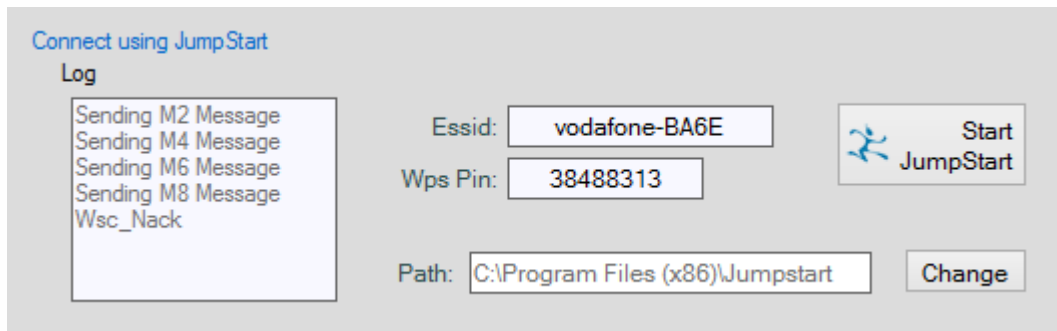 Connect using JumpStart
Log
Sending M2 Message
Sending M4 Message
Sending M6 Message
Sending M8 Message
Wsc_Nack
Essid: vodafone-BA6E
Wps Pin: 38488313
Start
JumpStart
Path: C:\Program Files (x86)\Jumpstart
Change